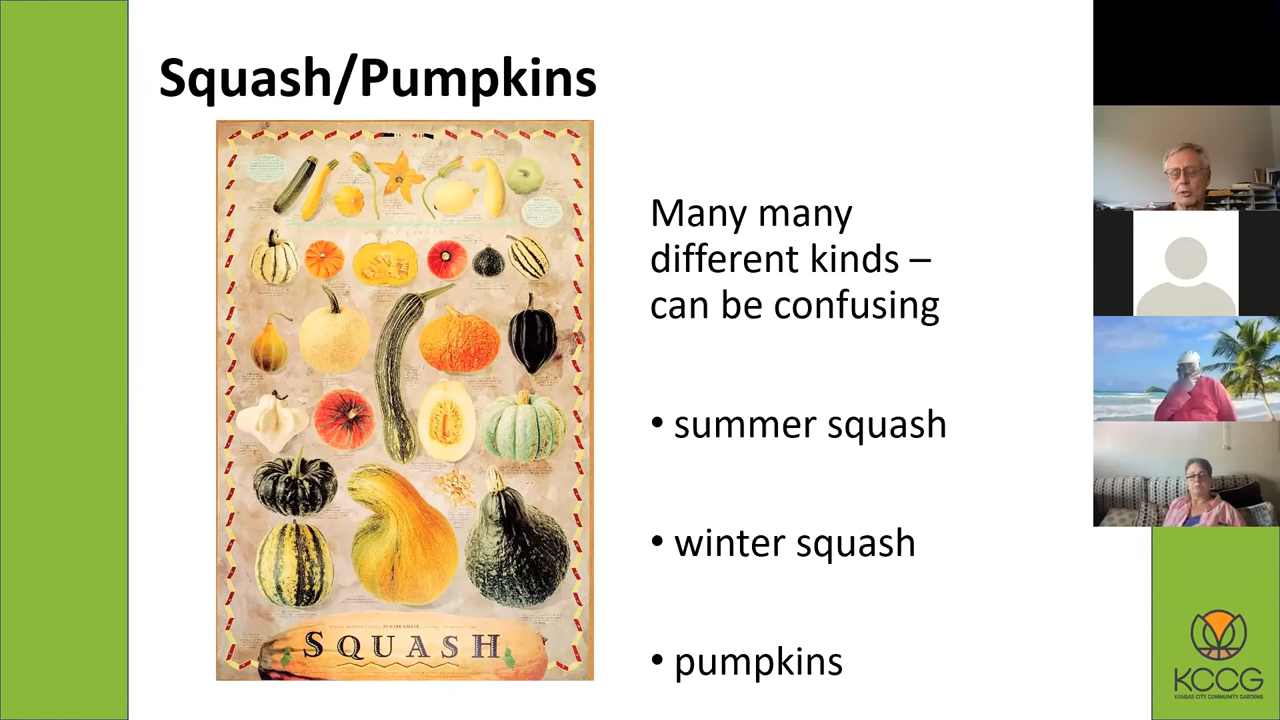 Squash/Pumpkins
Many many
different kinds –
can be confusing
• summer squash
• winter squash
• pumpkins
SQUASH
KCCG
KANSAS CITY COMMUNITY GARDENS